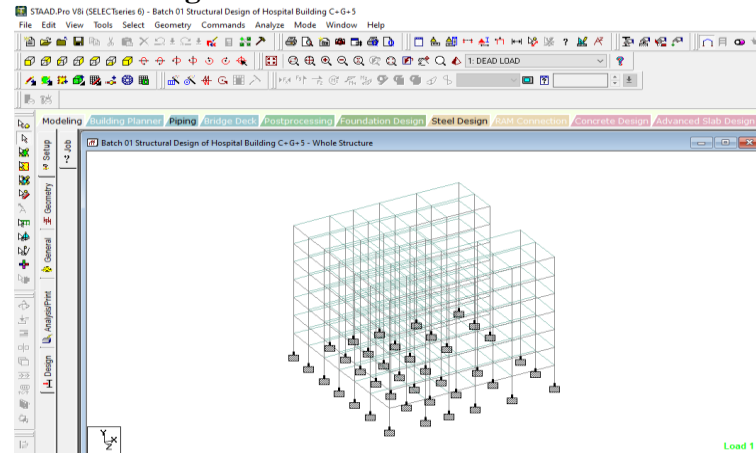 STAAD.Pro V8i (SELECTseries 6) - Batch 01 Structural Design of Hospital Building C+G+5
File Edit View Tools Select Geometry Commands Analyze Mode Window Help
1: DEAD LOAD
Modeling Building Planner Piping Bridge Deck Postprocessing Foundation Design Steel Design RAM Connection Concrete Design Advanced Slab Design
Setup
Job
Batch 01 Structural Design of Hospital Building C+G+5 - Whole Structure
Geometry
General
Analysis/Print
Design
Y
X
Z
Load 1